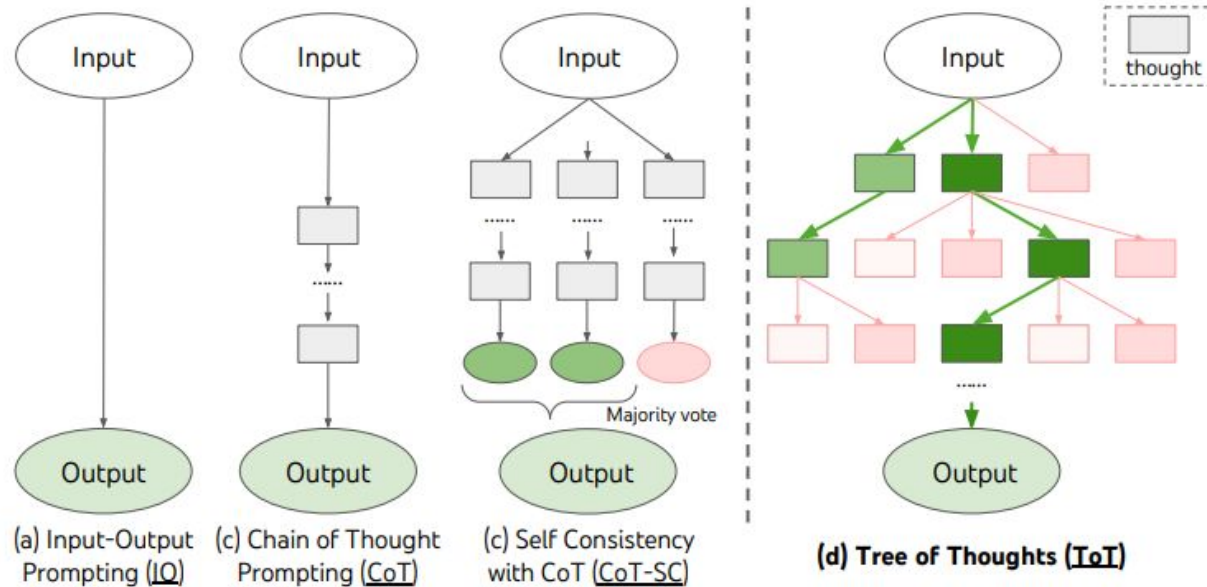 Input
Input
Input
Input
thought
......
......
......
......
......
Majority vote
Output
Output
Output
Output
(a) Input-Output
Prompting (IO)
(c) Chain of Thought
Prompting (CoT)
(c) Self Consistency
with CoT (CoT-SC)
(d) Tree of Thoughts (ToT)